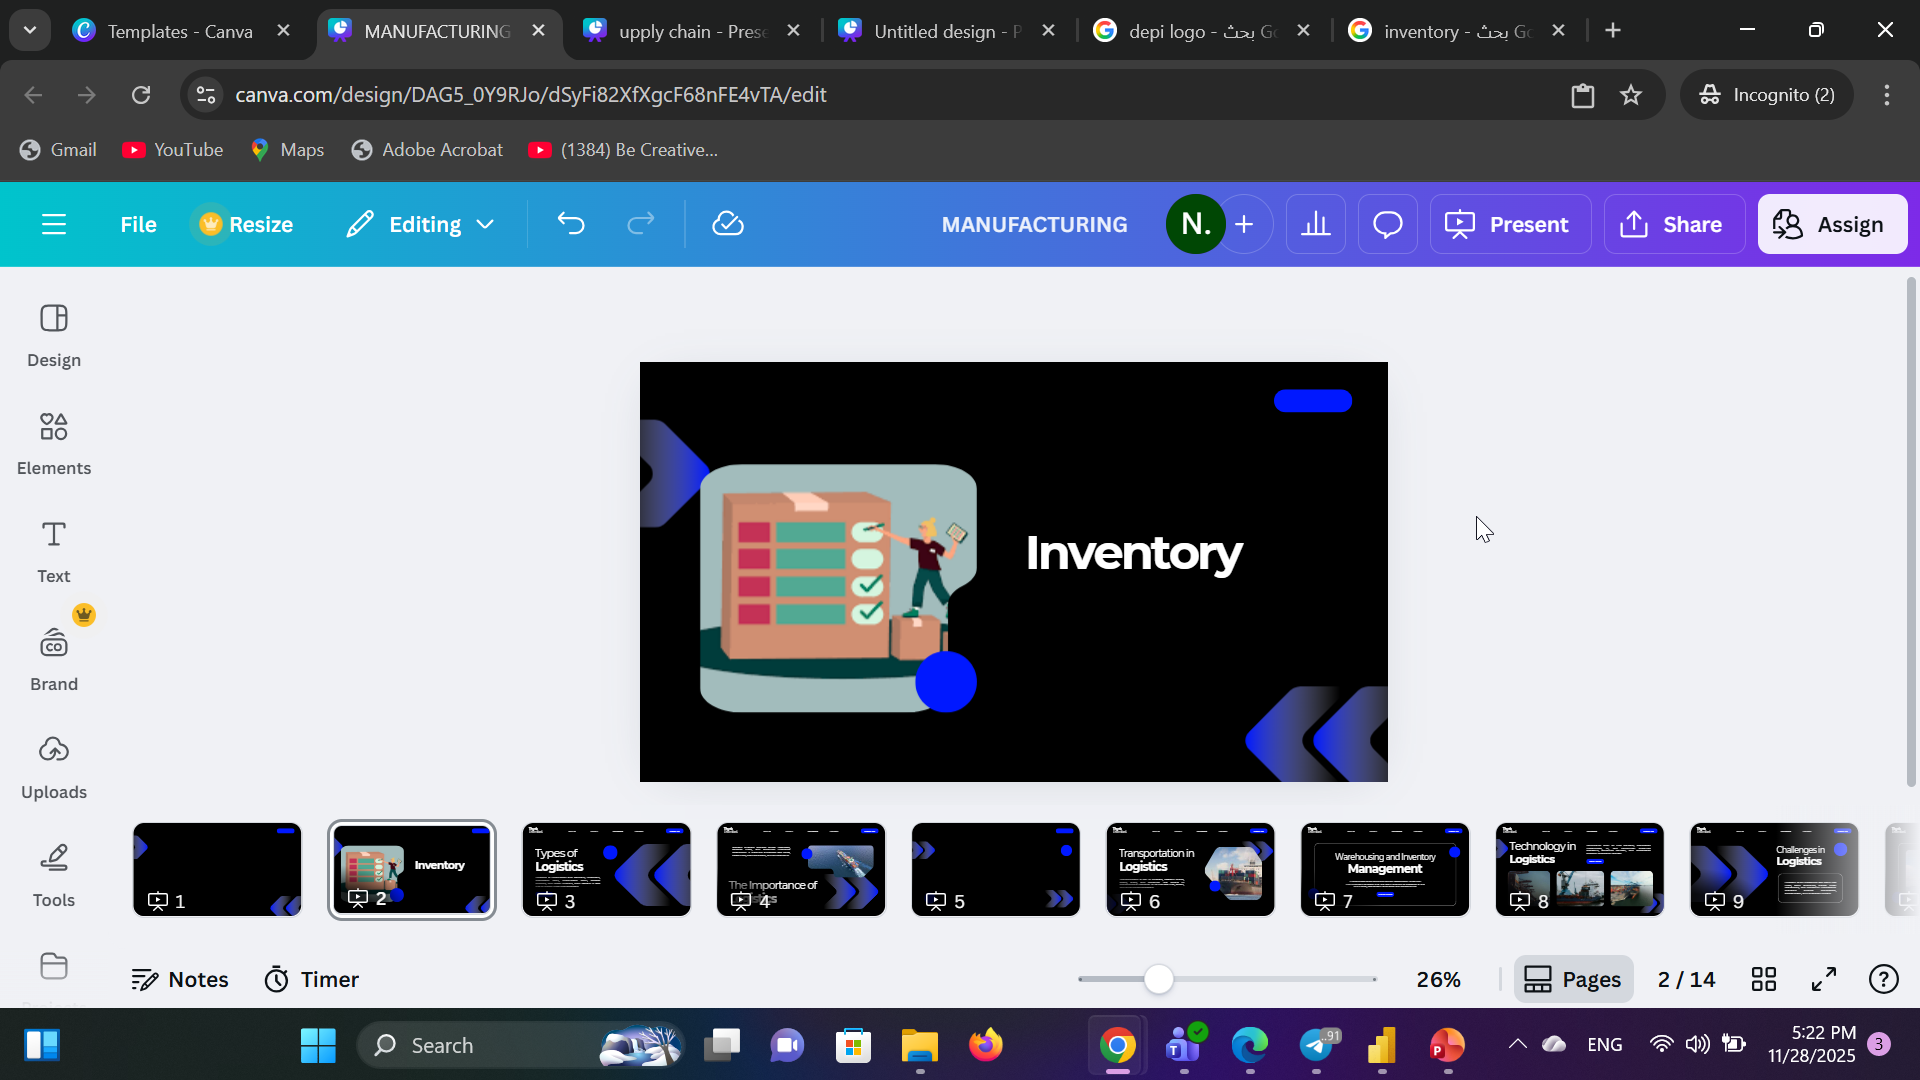 Templates - Canva
MANUFACTURING
upply chain - Prese
Untitled design - P
depi logo - بحث Go
inventory - بحث Go
canva.com/design/DAG5_0Y9RJo/dSyFi82XfXgcF68nFE4vTA/edit
Incognito (2)
Gmail
YouTube
Maps
Adobe Acrobat
(1384) Be Creative...
File
Resize
Editing
MANUFACTURING
N.
Present
Share
Assign
Design
Elements
Text
Brand
Uploads
Tools
Inventory
1
Inventory
2
Types of
Logistics
3
The Importance of
4
5
Transportation in
Logistics
6
Warehousing and Inventory
Management
7
Technology in
Logistics
8
Challenges in
Logistics
9
Notes
Timer
26%
Pages
2 / 14
Search
91
ENG
5:22 PM
11/28/2025
3